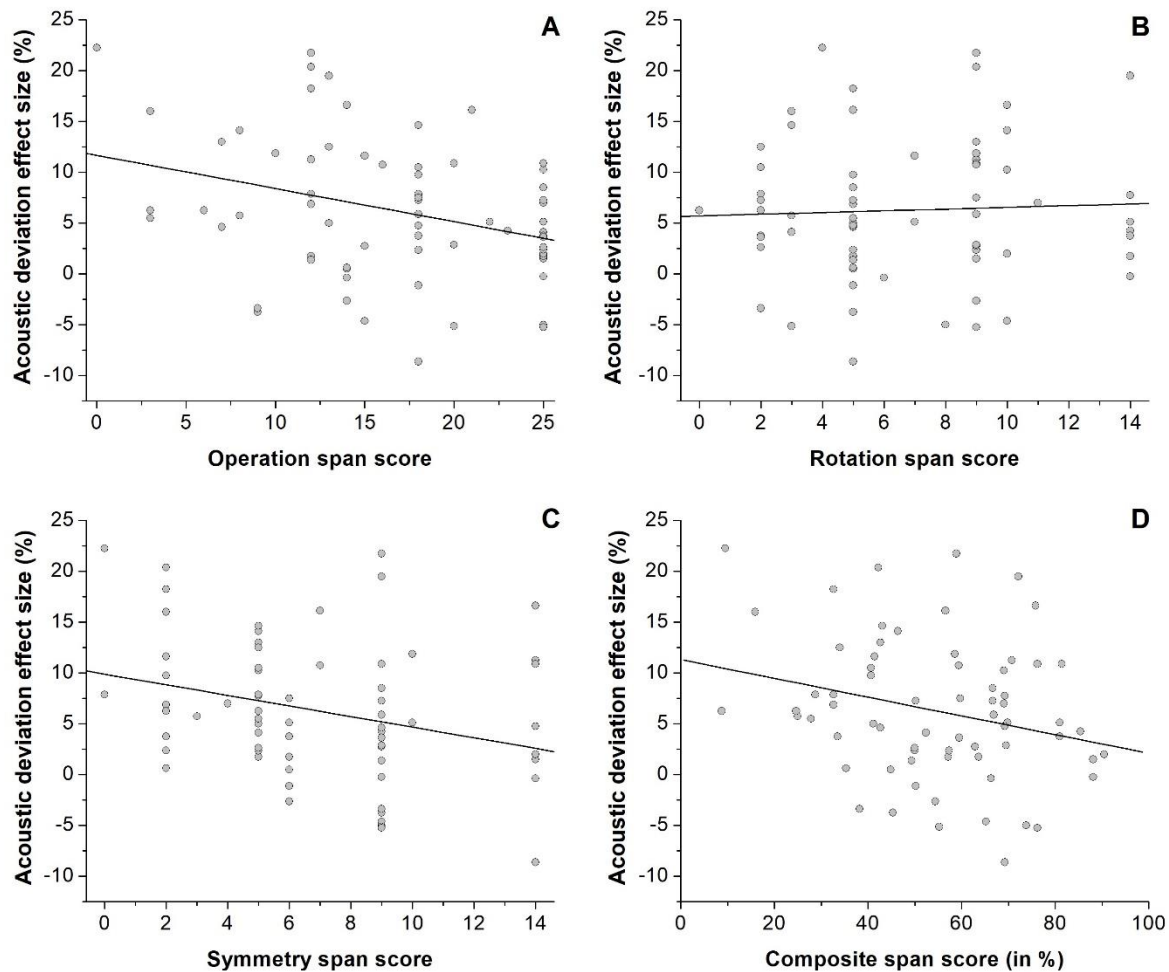 A
Acoustic deviation effect size (%)
25
20
15
10
5
0
-5
-10
0 5 10 15 20 25
Operation span score
B
Acoustic deviation effect size (%)
25
20
15
10
5
0
-5
-10
0 2 4 6 8 10 12 14
Rotation span score
C
Acoustic deviation effect size (%)
25
20
15
10
5
0
-5
-10
0 2 4 6 8 10 12 14
Symmetry span score
D
Acoustic deviation effect size (%)
25
20
15
10
5
0
-5
-10
0 20 40 60 80 100
Composite span score (in %)